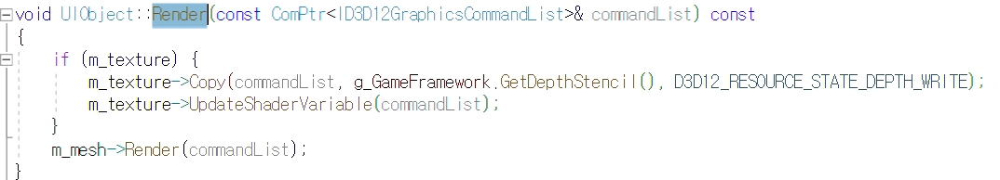 void UIObject::Render(const ComPtr<ID3D12GraphicsCommandList>& commandList) const
{
if (m_texture) {
m_texture->Copy(commandList, g_GameFramework.GetDepthStencil(), D3D12_RESOURCE_STATE_DEPTH_WRITE);
m_texture->UpdateShaderVariable(commandList);
}
m_mesh->Render(commandList);
}